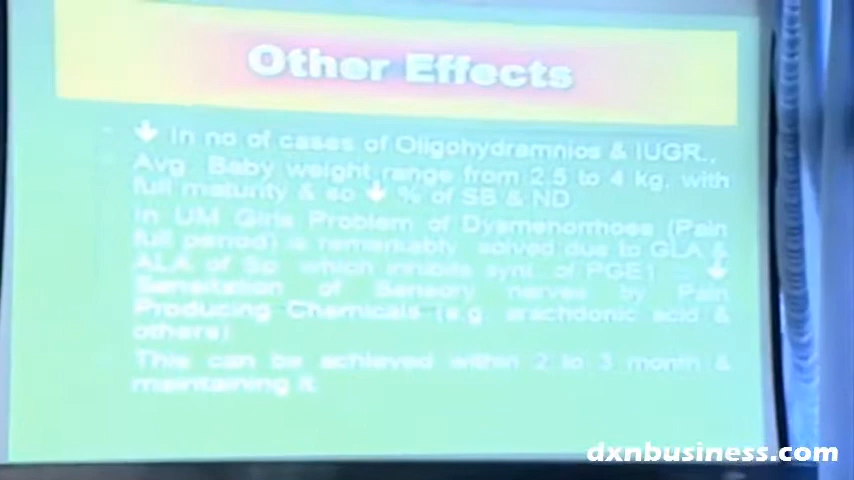 Other Effects
↓ In no of cases of Oligohydramnios & IUGR.,
Avg. Baby weight range from 2.5 to 4 kg. with
full maturity & so ↓ % of SB & ND.
In UM Girls Problem of Dysmenorrhoea (Pain
full period) is remarkably solved due to GLA &
ALA of Sp. which inhibits synt. of PGE1 ↓
Sensitation of Sensory nerves by Pain
Producing Chemicals (e.g. arachdonic acid &
others)
This can be achieved within 2 to 3 month &
maintaining it.
dxnbusiness.com